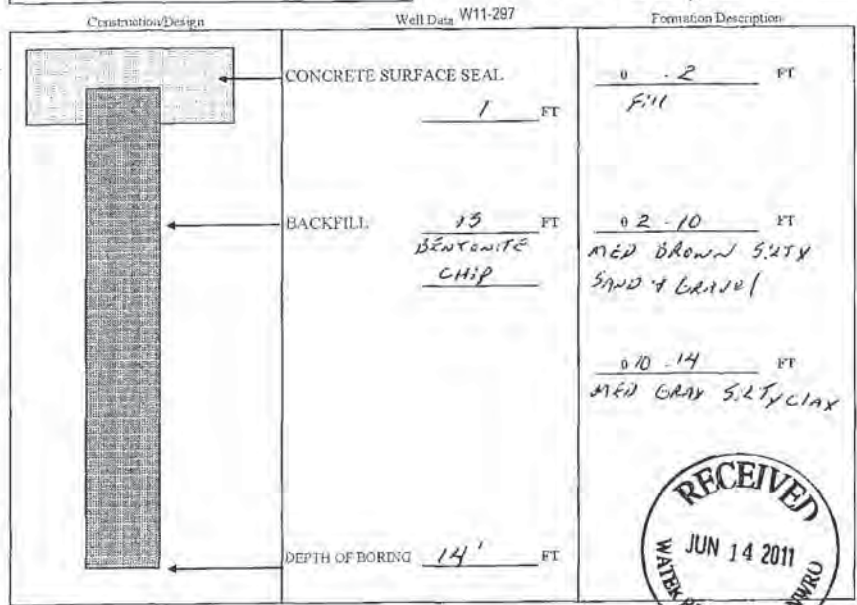 Construction/Design
Well Data W11-297
Formation Description
CONCRETE SURFACE SEAL
1 FT
0 - 2 FT
Fill
BACKFILL 13 FT
BENTONITE
CHIP
0 2 - 10 FT
MED BROWN SILTY
SAND & GRAVEl
0 10 - 14 FT
MED GRAY SILTY CLAY
DEPTH OF BORING 14' FT
RECEIVED
JUN 14 2011
WATER
NWRO